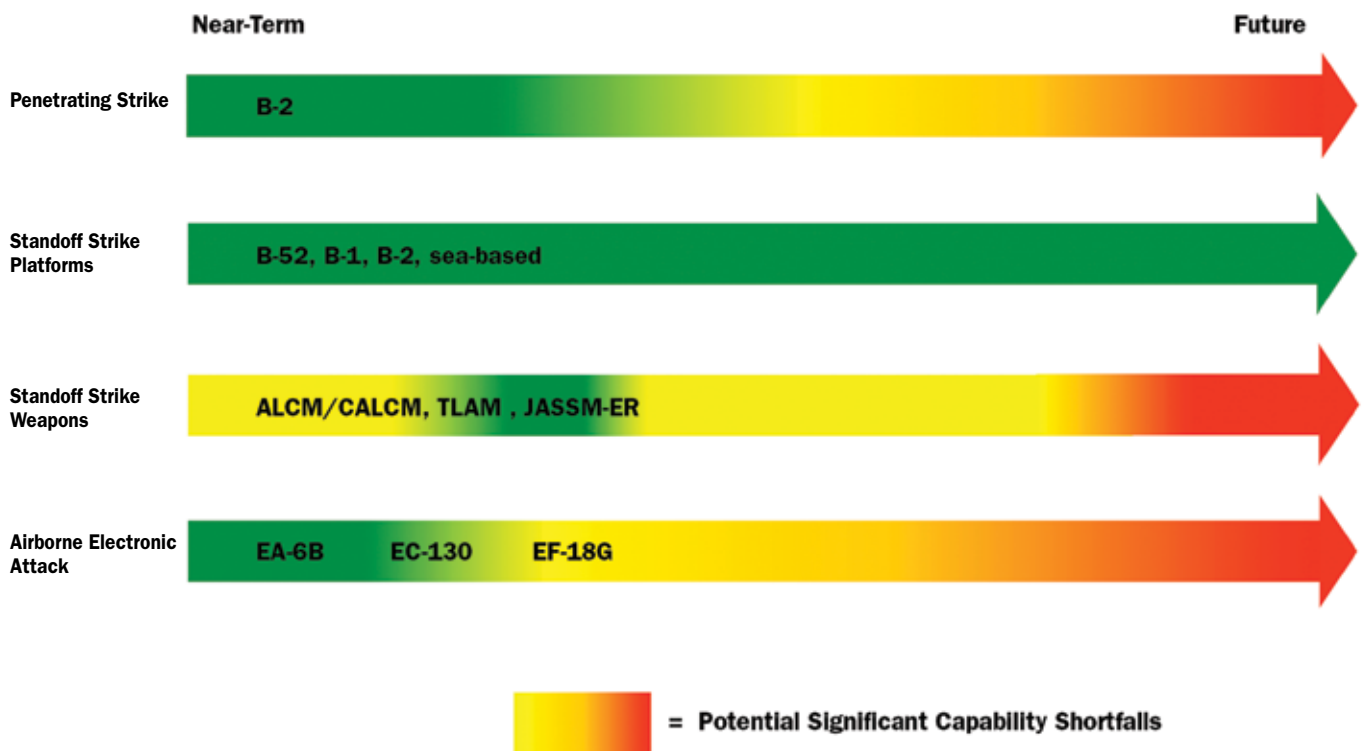 Near-Term
Future
Penetrating Strike
B-2
Standoff Strike
Platforms
B-52, B-1, B-2, sea-based
Standoff Strike
Weapons
ALCM/CALCM, TLAM , JASSM-ER
Airborne Electronic
Attack
EA-6B
EC-130
EF-18G
= Potential Significant Capability Shortfalls